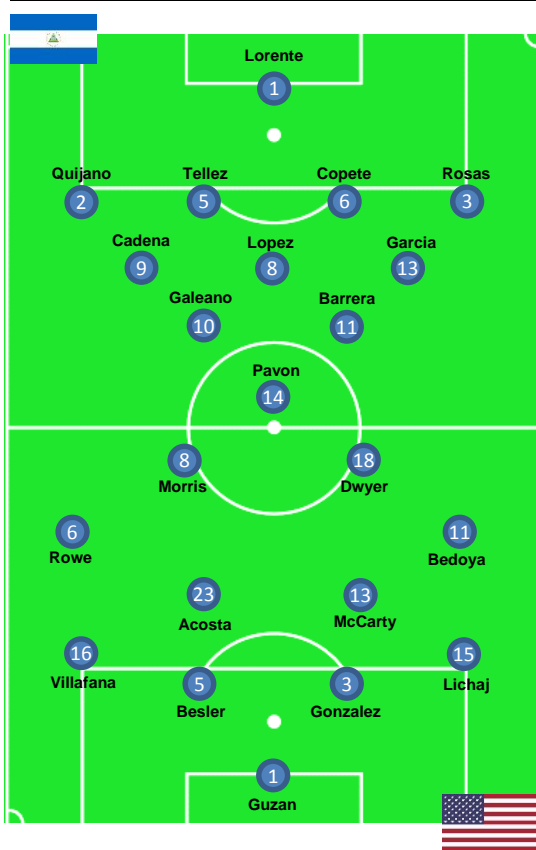 Lorente
1
Quijano Tellez Copete Rosas
2 5 6 3
Cadena Lopez Garcia
9 8 13
Galeano Barrera
10 11
Pavon
14
8 18
Morris Dwyer
6 11
Rowe Bedoya
23 13
Acosta McCarty
16 15
Villafana Lichaj
5 3
Besler Gonzalez
1
Guzan